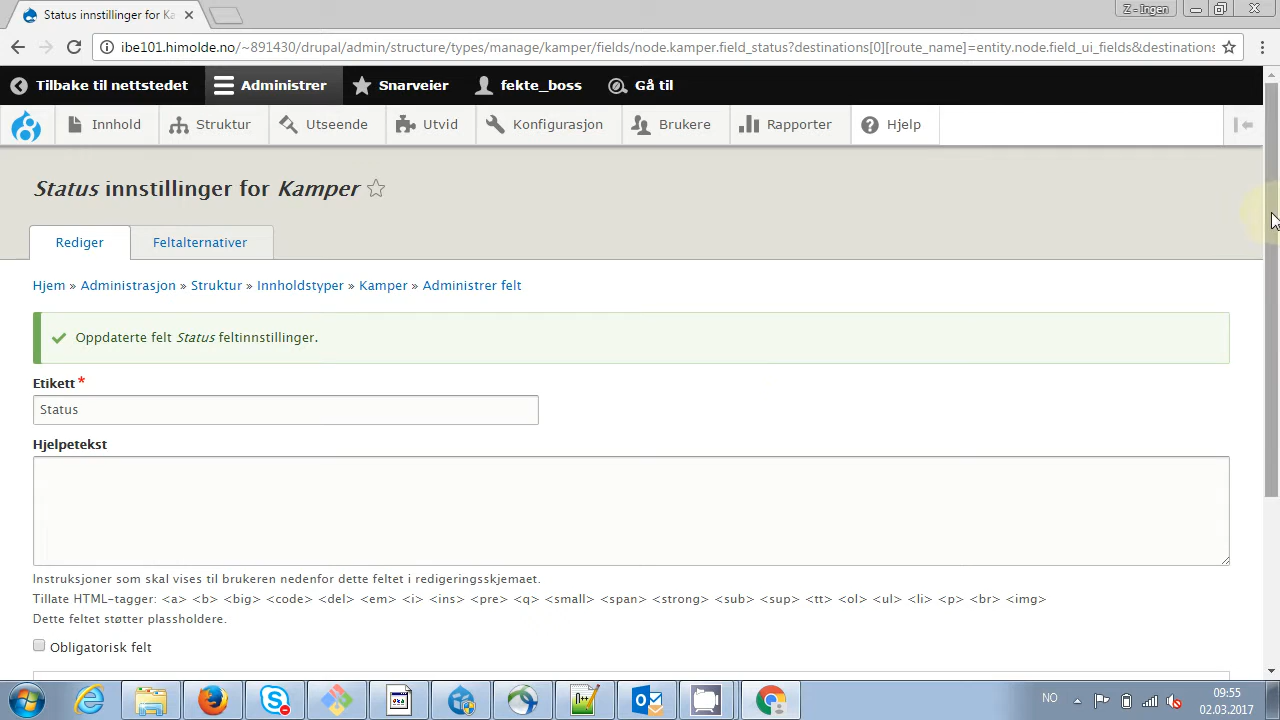 Status innstillinger for Ka
Z - Ingen
ibe101.himolde.no/~891430/drupal/admin/structure/types/manage/kamper/fields/node.kamper.field_status?destinations[0][route_name]=entity.node.field_ui_fields&destinations
Tilbake til nettstedet Administrer Snarveier fekte_boss Gå til
Innhold Struktur Utseende Utvid Konfigurasjon Brukere Rapporter Hjelp
Status innstillinger for Kamper
Rediger Feltalternativer
Hjem » Administrasjon » Struktur » Innholdstyper » Kamper » Administrer felt
Oppdaterte felt Status feltinnstillinger.
Etikett *
Status
Hjelpetekst
Instruksjoner som skal vises til brukeren nedenfor dette feltet i redigeringsskjemaet.
Tillate HTML-tagger: <a> <b> <big> <code> <del> <em> <i> <ins> <pre> <q> <small> <span> <strong> <sub> <sup> <tt> <ol> <ul> <li> <p> <br> <img>
Dette feltet støtter plassholdere.
Obligatorisk felt
NO
09:55
02.03.2017